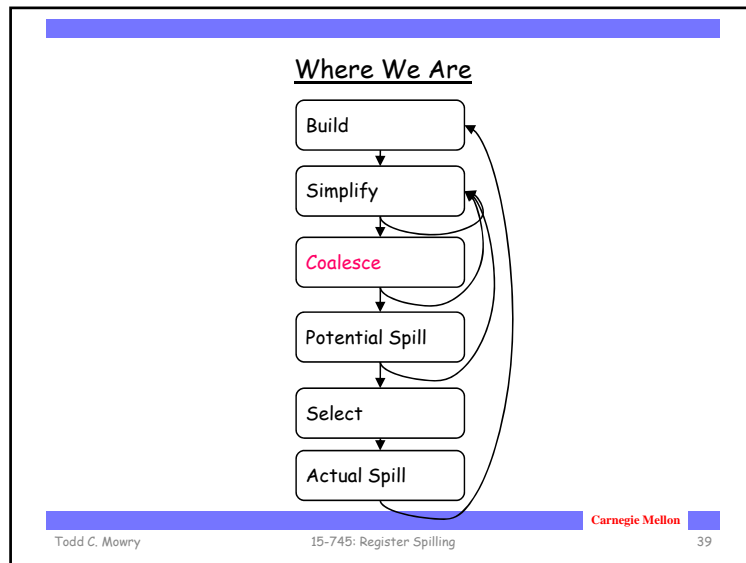 Where We Are
Build
Simplify
Coalesce
Potential Spill
Select
Actual Spill
Carnegie Mellon
Todd C. Mowry 15-745: Register Spilling 39